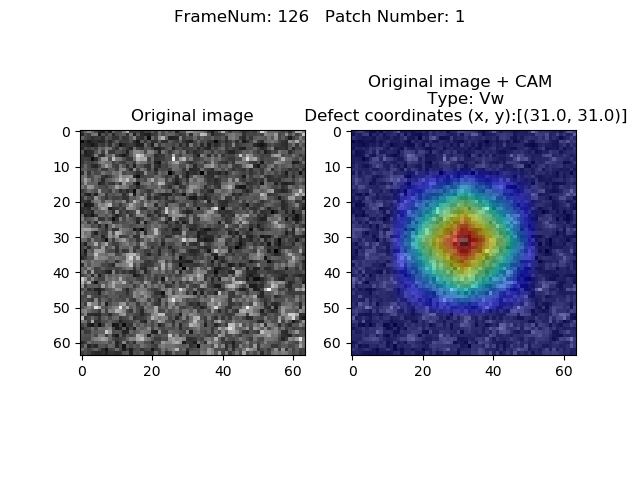 FrameNum: 126   Patch Number: 1
Original image
0
10
20
30
40
50
60
0 20 40 60
Original image + CAM
Type: Vw
Defect coordinates (x, y):[(31.0, 31.0)]
0
10
20
30
40
50
60
0 20 40 60